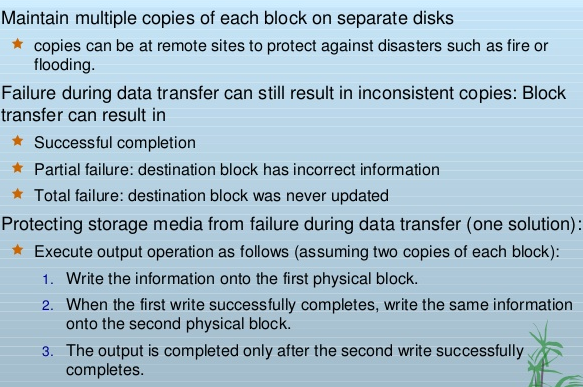 Maintain multiple copies of each block on separate disks
copies can be at remote sites to protect against disasters such as fire or
flooding.
Failure during data transfer can still result in inconsistent copies: Block
transfer can result in
Successful completion
Partial failure: destination block has incorrect information
Total failure: destination block was never updated
Protecting storage media from failure during data transfer (one solution):
Execute output operation as follows (assuming two copies of each block):
1. Write the information onto the first physical block.
2. When the first write successfully completes, write the same information
onto the second physical block.
3. The output is completed only after the second write successfully
completes.